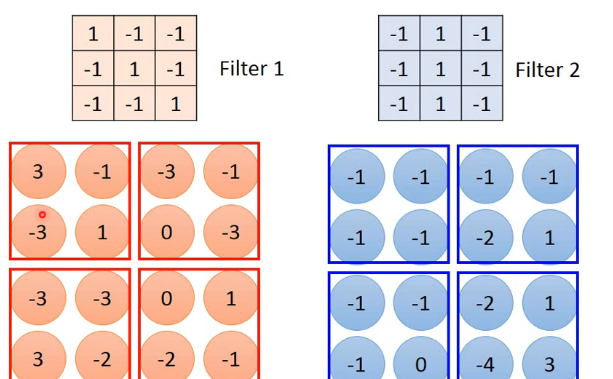 1 -1 -1
-1 1 -1
-1 -1 1
Filter 1
-1 1 -1
-1 1 -1
-1 1 -1
Filter 2
3 -1 -3 -1
-3 1 0 -3
-3 -3 0 1
3 -2 -2 -1
-1 -1 -1 -1
-1 -1 -2 1
-1 -1 -2 1
-1 0 -4 3